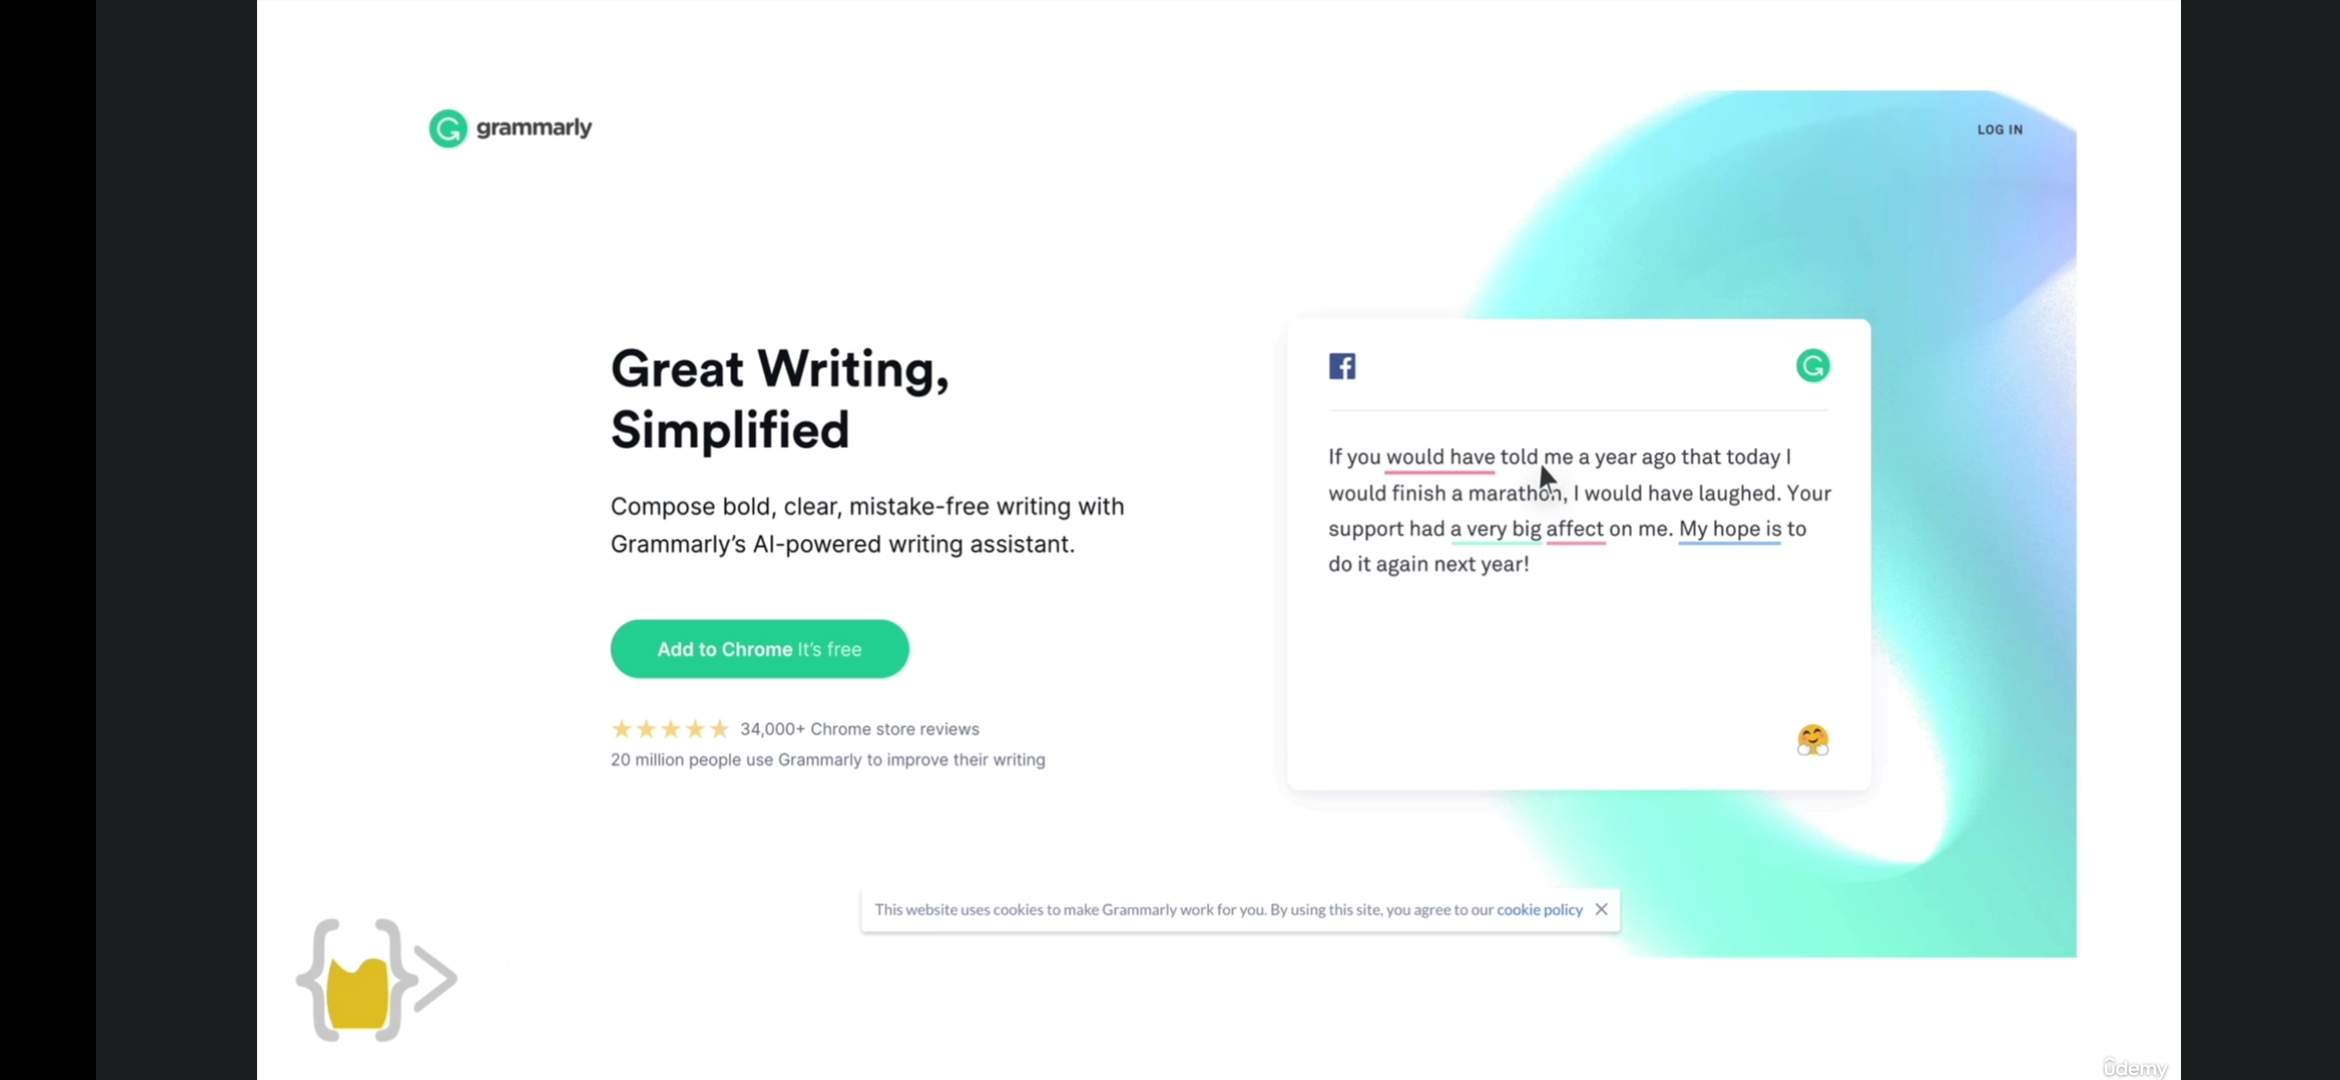 grammarly
LOG IN
Great Writing,
Simplified
Compose bold, clear, mistake-free writing with
Grammarly’s AI-powered writing assistant.
Add to Chrome It’s free
34,000+ Chrome store reviews
20 million people use Grammarly to improve their writing
If you would have told me a year ago that today I
would finish a marathon, I would have laughed. Your
support had a very big affect on me. My hope is to
do it again next year!
This website uses cookies to make Grammarly work for you. By using this site, you agree to our cookie policy
udemy